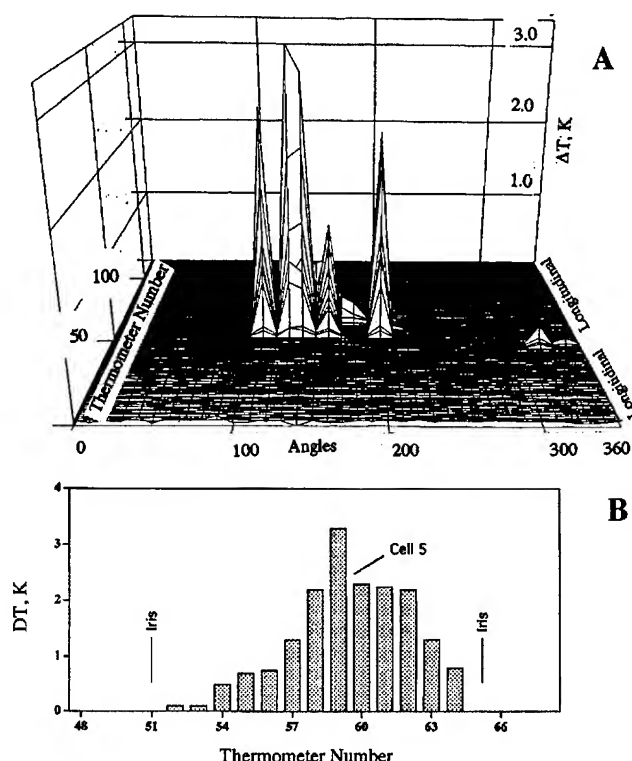 A
3.0
2.0
1.0
ΔT, K
100
50
Thermometer Number
Longitudinal
Longitudinal
0
100
Angles
200
300
360
B
4
3
2
1
0
DT, K
Iris
Cell 5
Iris
48
51
54
57
60
63
66
Thermometer Number